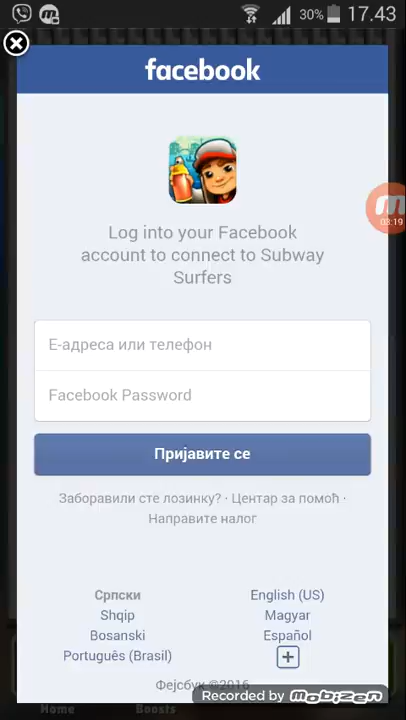 30% 17.43
facebook
Log into your Facebook
account to connect to Subway
Surfers
03:19
Е-адреса или телефон
Facebook Password
Пријавите се
Заборавили сте лозинку? · Центар за помоћ ·
Направите налог
Српски
English (US)
Shqip
Magyar
Bosanski
Español
Português (Brasil)
Фејсбук ©2016
Recorded by Mobizen
Home Boosts